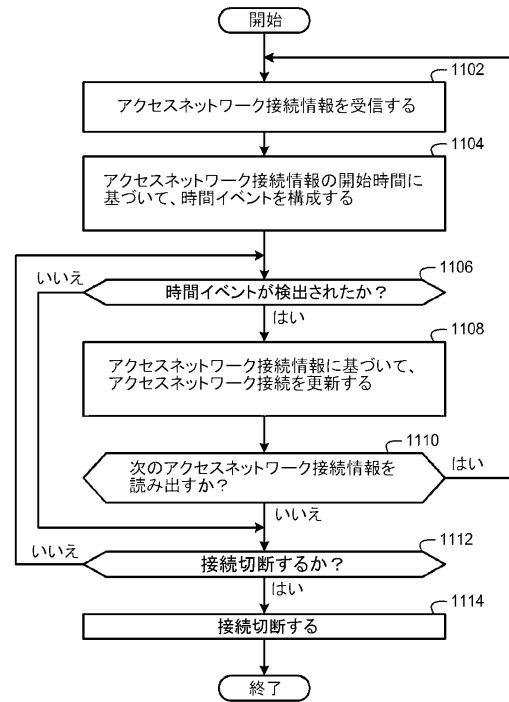 開始
1102
アクセスネットワーク接続情報を受信する
1104
アクセスネットワーク接続情報の開始時間に
基づいて、時間イベントを構成する
1106
いいえ
時間イベントが検出されたか？
はい
1108
アクセスネットワーク接続情報に基づいて、
アクセスネットワーク接続を更新する
1110
次のアクセスネットワーク接続情報を
読み出すか？
はい
いいえ
1112
いいえ
接続切断するか？
はい
1114
接続切断する
終了